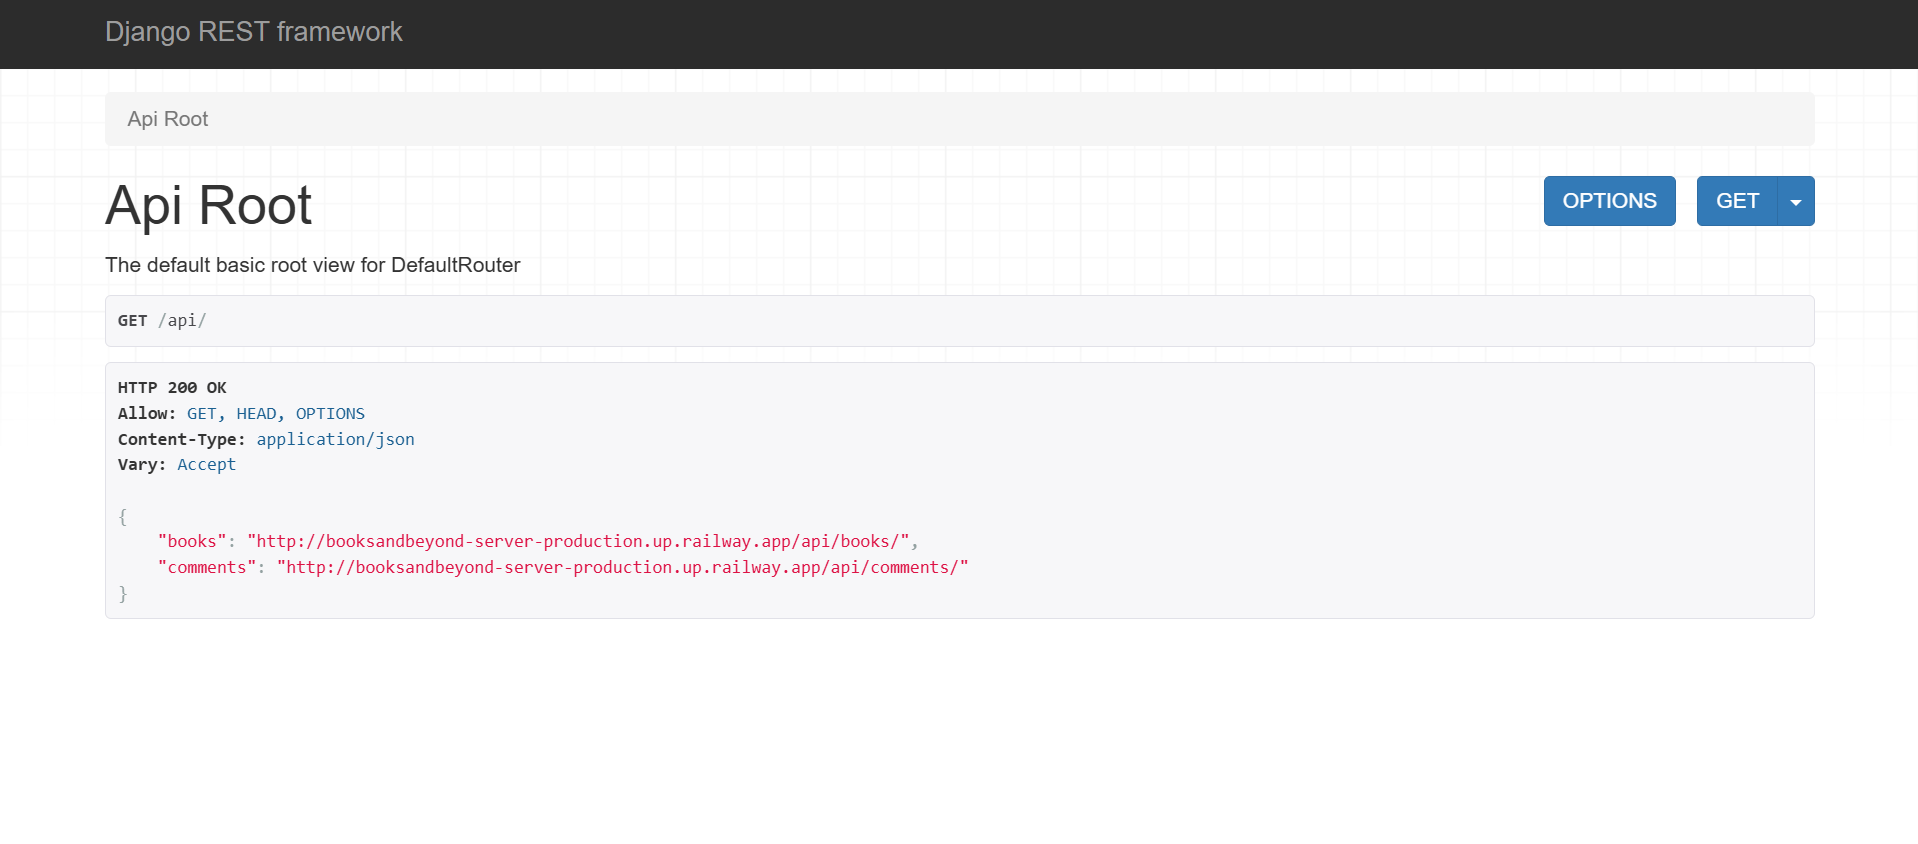 Django REST framework
Api Root
Api Root
OPTIONS
GET
The default basic root view for DefaultRouter
GET /api/
HTTP 200 OK
Allow: GET, HEAD, OPTIONS
Content-Type: application/json
Vary: Accept
{
    "books": "http://booksandbeyond-server-production.up.railway.app/api/books/",
    "comments": "http://booksandbeyond-server-production.up.railway.app/api/comments/"
}